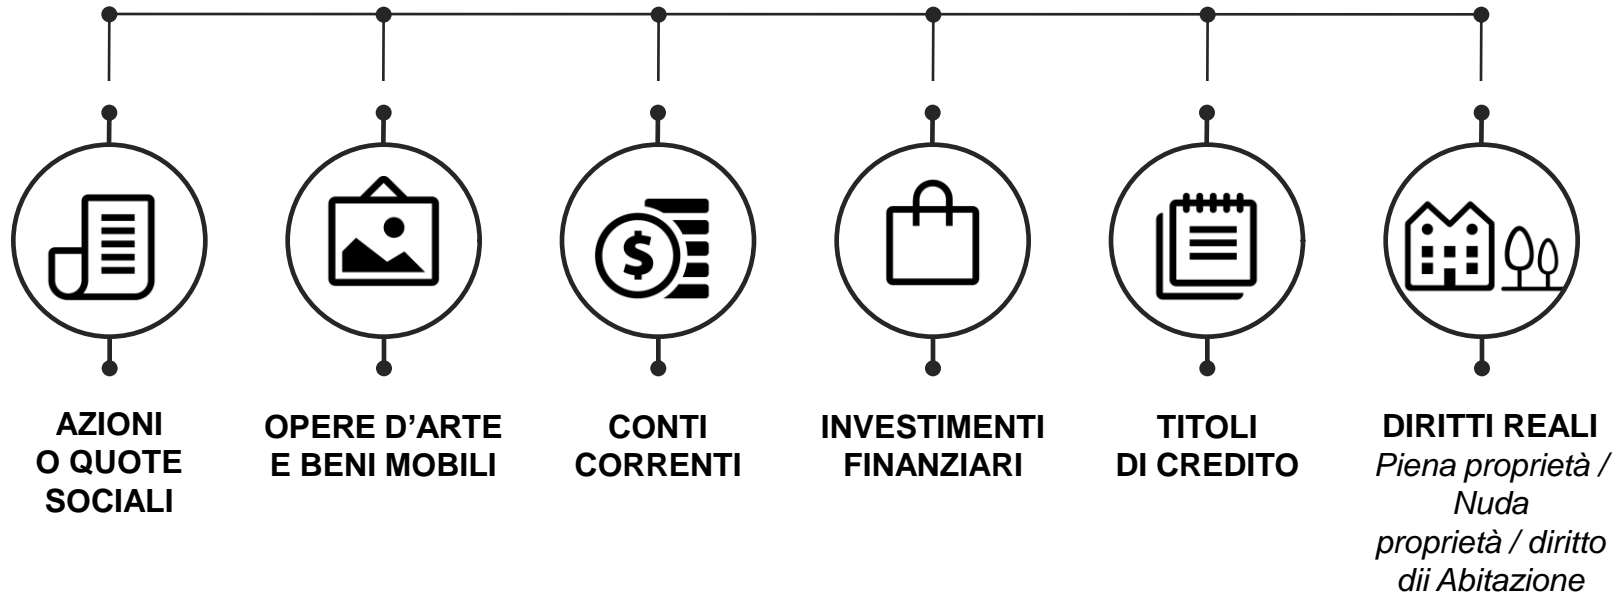 AZIONI
O QUOTE
SOCIALI
OPERE D’ARTE
E BENI MOBILI
CONTI
CORRENTI
$
INVESTIMENTI
FINANZIARI
TITOLI
DI CREDITO
DIRITTI REALI
Piena proprietà /
Nuda
proprietà / diritto
dii Abitazione